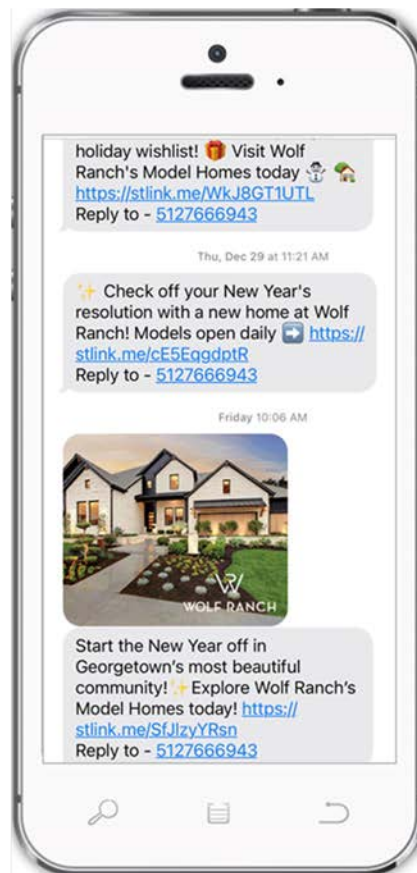 holiday wishlist! 🎁 Visit Wolf
Ranch's Model Homes today ☃️ 🏡
https://stlink.me/WkJ8GT1UTL
Reply to - 5127666943
Thu, Dec 29 at 11:21 AM
✨ Check off your New Year's
resolution with a new home at Wolf
Ranch! Models open daily ➡️ https://
stlink.me/cE5EqgdptR
Reply to - 5127666943
Friday 10:06 AM
WR
WOLF RANCH
Start the New Year off in
Georgetown's most beautiful
community!✨Explore Wolf Ranch's
Model Homes today! https://
stlink.me/SfJlzyYRsn
Reply to - 5127666943